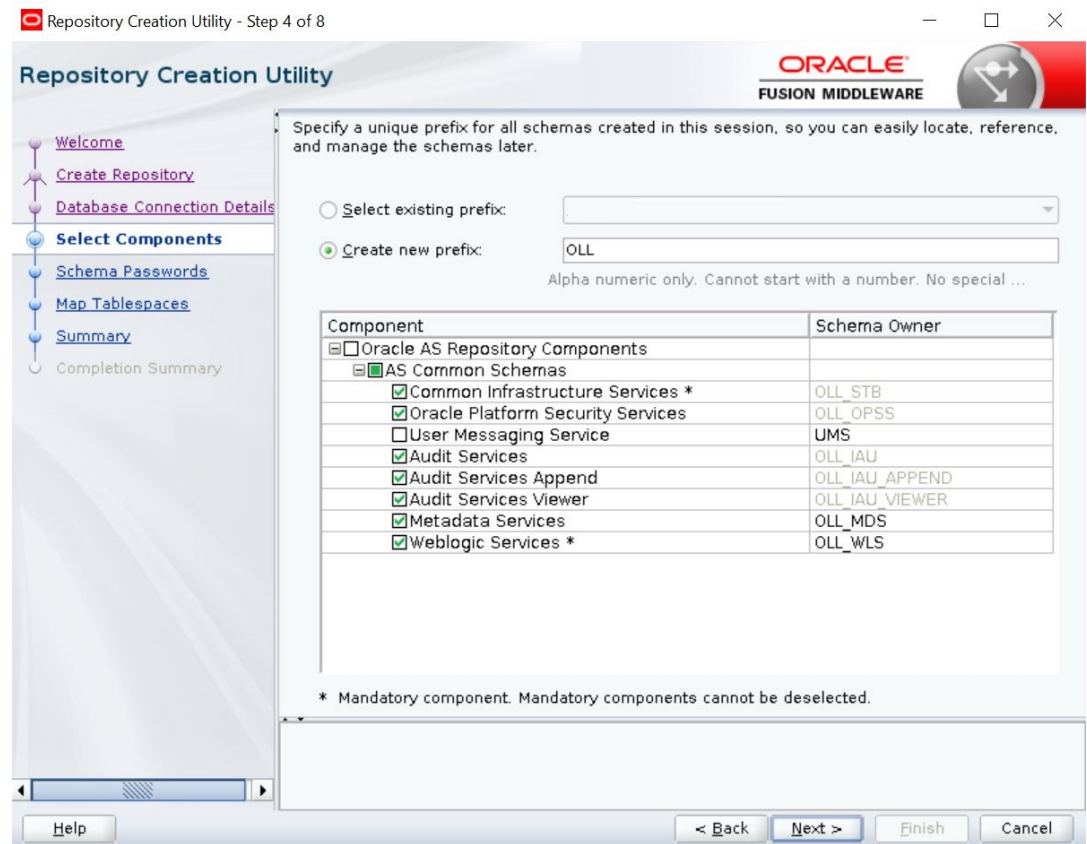 Repository Creation Utility - Step 4 of 8
Repository Creation Utility
ORACLE
FUSION MIDDLEWARE
Welcome
Create Repository
Database Connection Details
Select Components
Schema Passwords
Map Tablespaces
Summary
Completion Summary
Specify a unique prefix for all schemas created in this session, so you can easily locate, reference,
and manage the schemas later.
Select existing prefix:
Create new prefix: OLL
Alpha numeric only. Cannot start with a number. No special ...
Component Schema Owner
Oracle AS Repository Components
AS Common Schemas
Common Infrastructure Services * OLL_STB
Oracle Platform Security Services OLL_OPSS
User Messaging Service UMS
Audit Services OLL_IAU
Audit Services Append OLL_IAU_APPEND
Audit Services Viewer OLL_IAU_VIEWER
Metadata Services OLL_MDS
Weblogic Services * OLL_WLS
* Mandatory component. Mandatory components cannot be deselected.
Help < Back Next > Finish Cancel